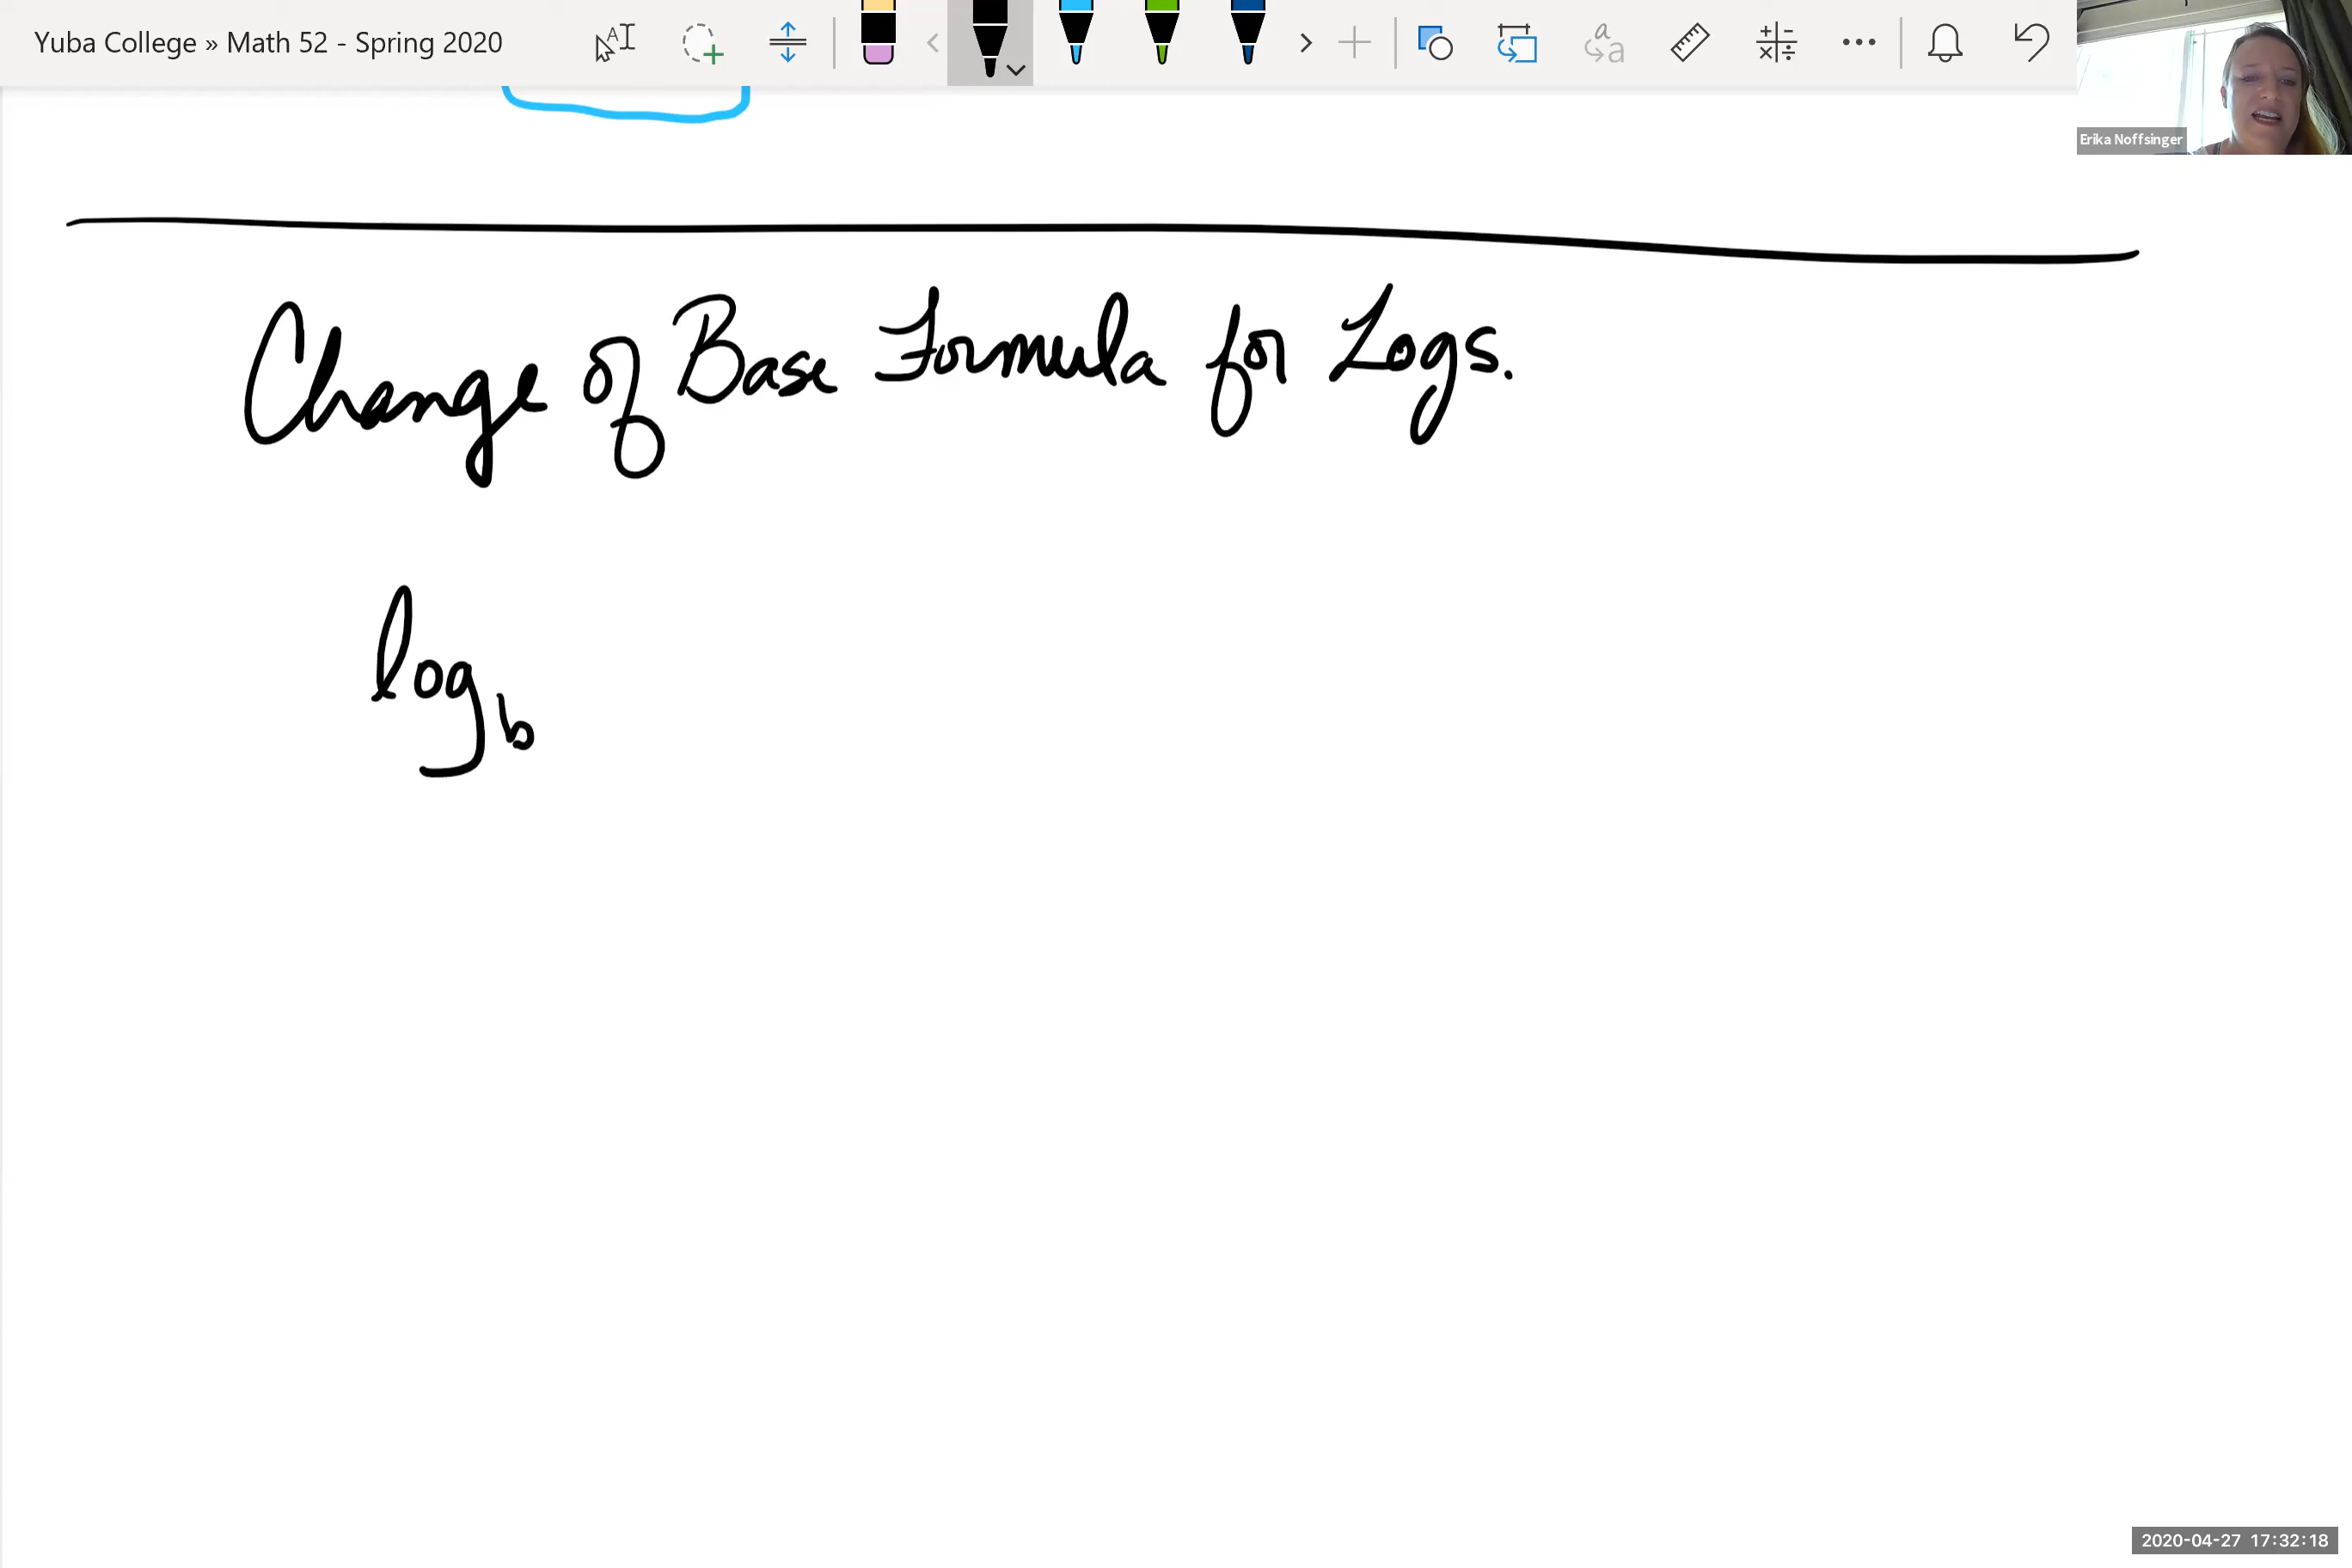 Yuba College » Math 52 - Spring 2020
Erika Noffsinger
Change of Base Formula for Logs.
log_b
2020-04-27 17:32:18